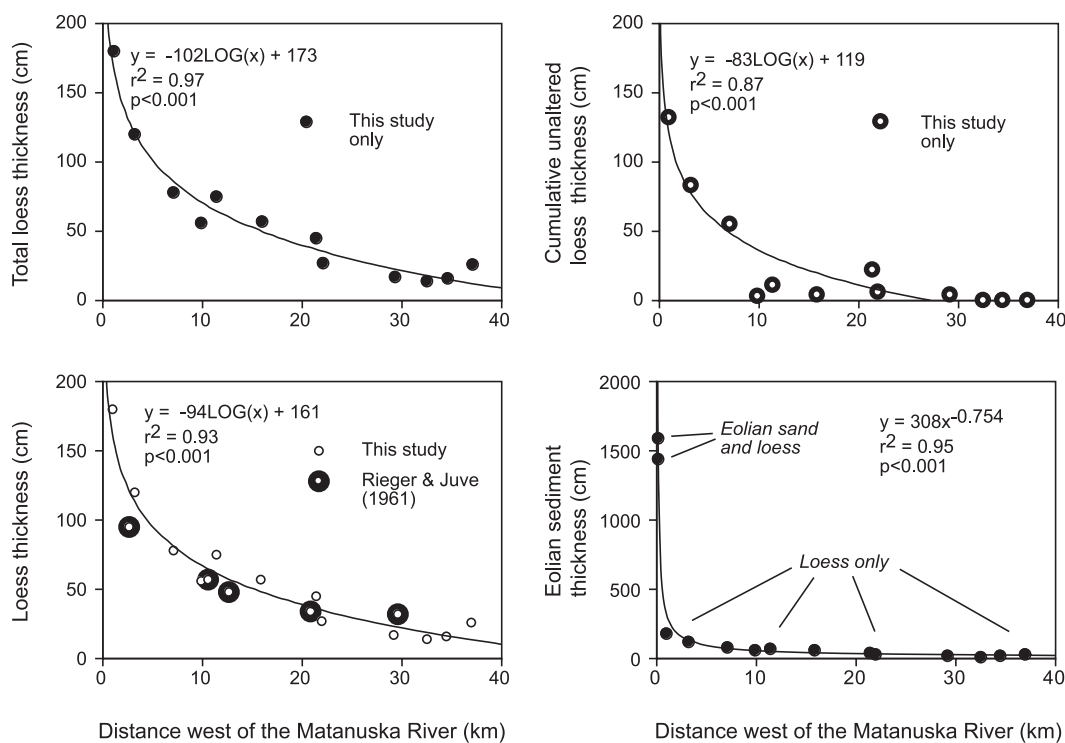 200
150
100
50
0
Total loess thickness (cm)
y = -102LOG(x) + 173
r2 = 0.97
p<0.001
This study
only
0 10 20 30 40
200
150
100
50
0
Cumulative unaltered
loess thickness (cm)
y = -83LOG(x) + 119
r2 = 0.87
p<0.001
This study
only
0 10 20 30 40
200
150
100
50
0
Loess thickness (cm)
y = -94LOG(x) + 161
r2 = 0.93
p<0.001
This study
Rieger & Juve
(1961)
0 10 20 30 40
Distance west of the Matanuska River (km)
2000
1500
1000
500
0
Eolian sediment
thickness (cm)
Eolian sand
and loess
y = 308x-0.754
r2 = 0.95
p<0.001
Loess only
0 10 20 30 40
Distance west of the Matanuska River (km)